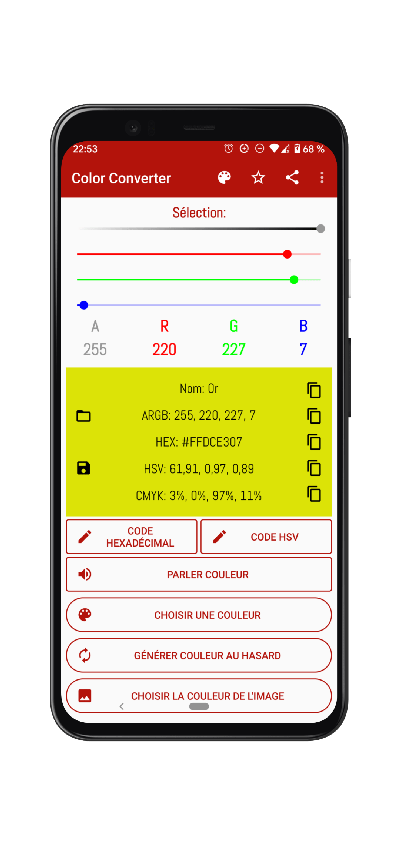 22:53
68 %
Color Converter
Sélection:
A R G B
255 220 227 7
Nom: Or
ARGB: 255, 220, 227, 7
HEX: #FFDCE307
HSV: 61,91, 0.97, 0,89
CMYK: 3%, 0%, 97%, 11%
CODE
HEXADÉCIMAL
CODE HSV
PARLER COULEUR
CHOISIR UNE COULEUR
GÉNÉRER COULEUR AU HASARD
CHOISIR LA COULEUR DE L'IMAGE